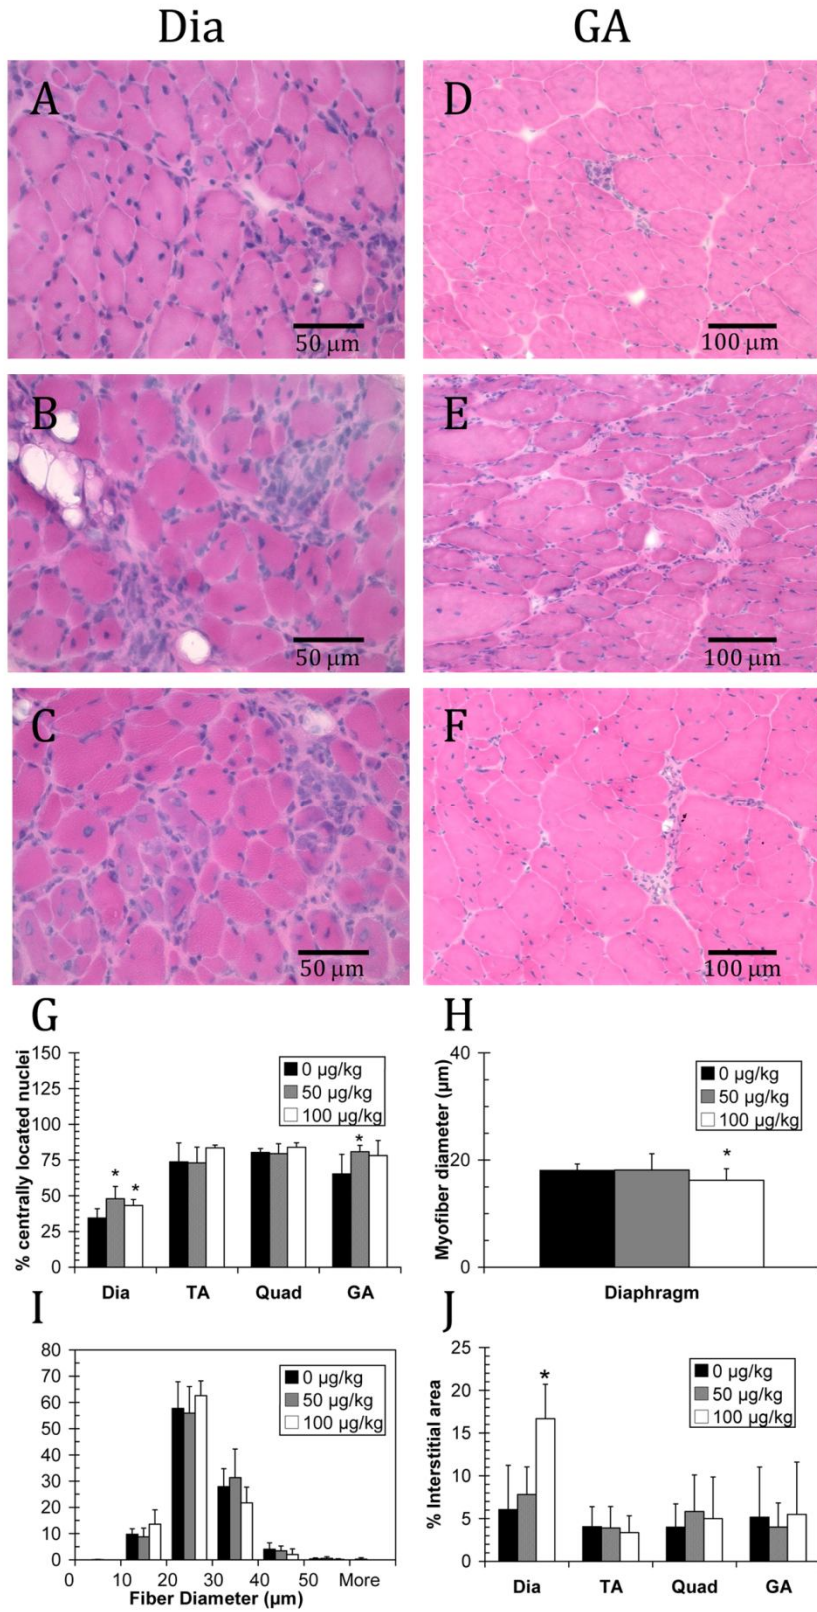 Dia GA
A D
50 µm 100 µm
B E
50 µm 100 µm
C F
50 µm 100 µm
G
150
125
100
75
50
25
0
% centrally located nuclei
0 µg/kg
50 µg/kg
100 µg/kg
* * *
Dia TA Quad GA
H
40
20
0
Myofiber diameter (µm)
0 µg/kg
50 µg/kg
100 µg/kg
*
Diaphragm
I
80
70
60
50
40
30
20
10
0
0 µg/kg
50 µg/kg
100 µg/kg
0 10 20 30 40 50 More
Fiber Diameter (µm)
J
25
20
15
10
5
0
% Interstitial area
0 µg/kg
50 µg/kg
100 µg/kg
*
Dia TA Quad GA